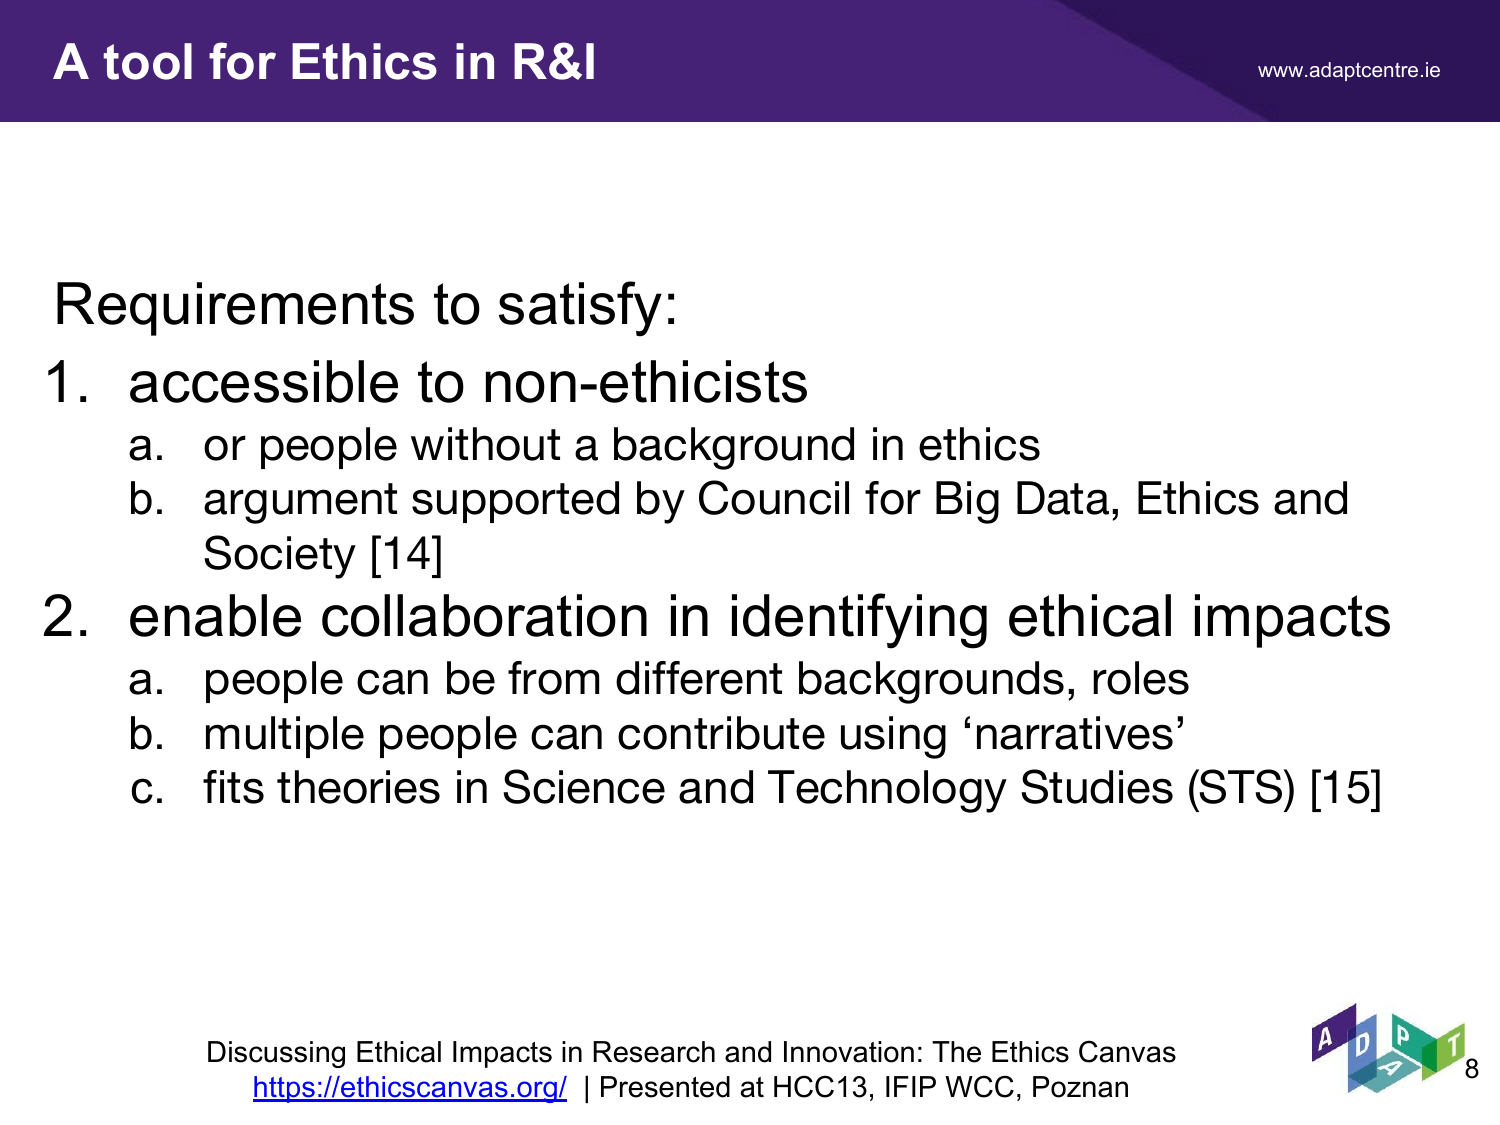 A tool for Ethics in R&I
www.adaptcentre.ie
Requirements to satisfy:
1. accessible to non-ethicists
a. or people without a background in ethics
b. argument supported by Council for Big Data, Ethics and
Society [14]
2. enable collaboration in identifying ethical impacts
a. people can be from different backgrounds, roles
b. multiple people can contribute using ‘narratives’
c. fits theories in Science and Technology Studies (STS) [15]
Discussing Ethical Impacts in Research and Innovation: The Ethics Canvas
https://ethicscanvas.org/ | Presented at HCC13, IFIP WCC, Poznan
ADAPT
8